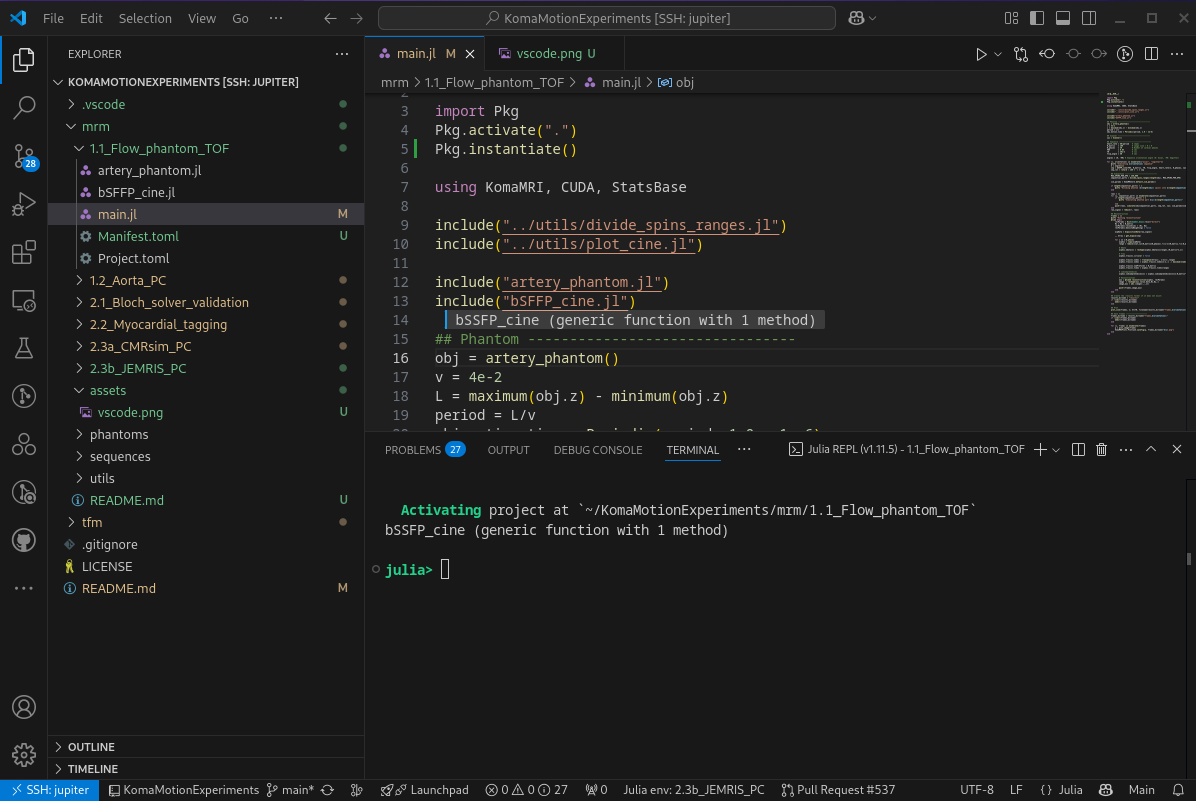 File Edit Selection View Go ··· KomaMotionExperiments [SSH: jupiter]
EXPLORER ···
KOMAMOTIONEXPERIMENTS [SSH: JUPITER]
.vscode
mrm
1.1_Flow_phantom_TOF
artery_phantom.jl
bSFFP_cine.jl
main.jl M
Manifest.toml U
Project.toml
1.2_Aorta_PC
2.1_Bloch_solver_validation
2.2_Myocardial_tagging
2.3a_CMRsim_PC
2.3b_JEMRIS_PC
assets
vscode.png U
phantoms
sequences
utils
README.md U
tfm
.gitignore
LICENSE
README.md M
OUTLINE
TIMELINE
28
main.jl M vscode.png U
mrm > 1.1_Flow_phantom_TOF > main.jl > obj
3 import Pkg
4 Pkg.activate(".")
5 Pkg.instantiate()
6
7 using KomaMRI, CUDA, StatsBase
8
9 include("../utils/divide_spins_ranges.jl")
10 include("../utils/plot_cine.jl")
11
12 include("artery_phantom.jl")
13 include("bSFFP_cine.jl")
14 bSSFP_cine (generic function with 1 method)
15 ## Phantom --------------------------------
16 obj = artery_phantom()
17 v = 4e-2
18 L = maximum(obj.z) - minimum(obj.z)
19 period = L/v
PROBLEMS 27 OUTPUT DEBUG CONSOLE TERMINAL ··· Julia REPL (v1.11.5) - 1.1_Flow_phantom_TOF
Activating project at `~/KomaMotionExperiments/mrm/1.1_Flow_phantom_TOF`
bSSFP_cine (generic function with 1 method)
julia>
SSH: jupiter KomaMotionExperiments main* Launchpad 0 0 27 0 Julia env: 2.3b_JEMRIS_PC Pull Request #537 UTF-8 LF { } Julia Main